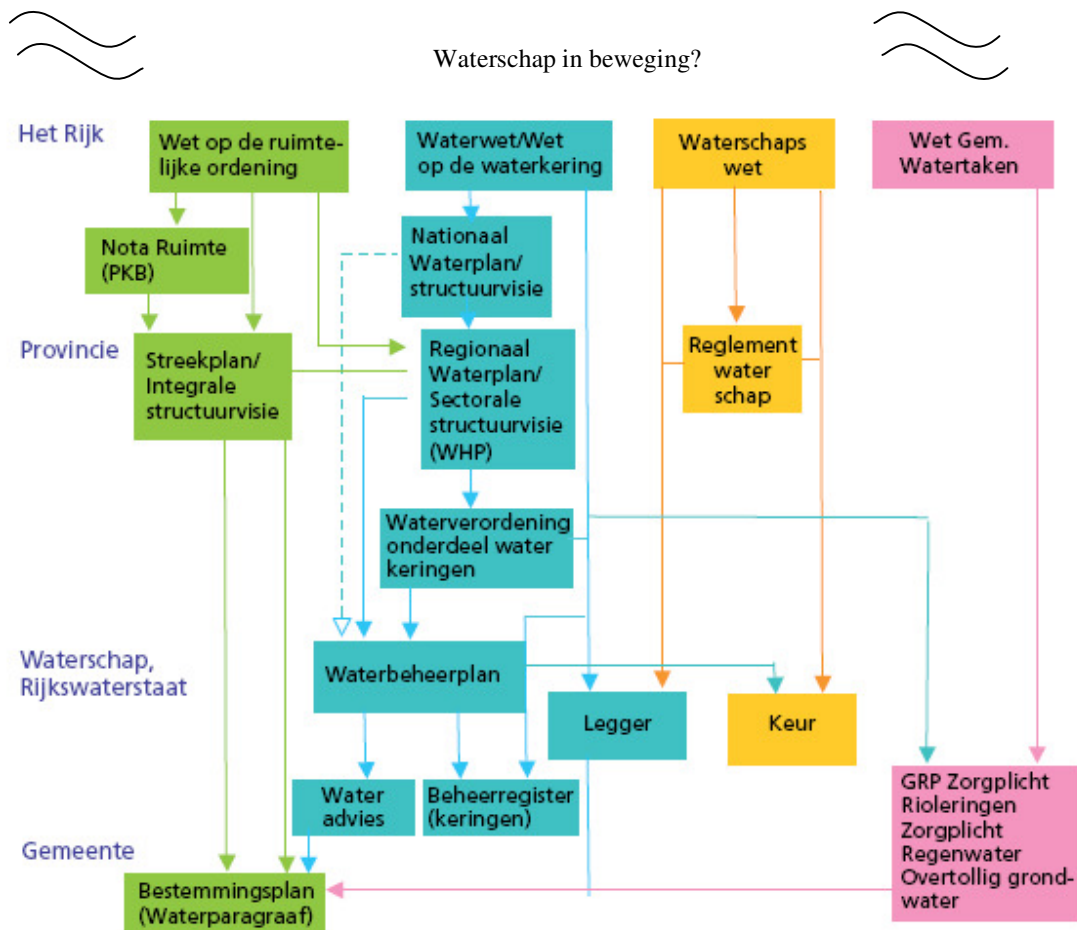 Waterschap in beweging?
Het Rijk
Wet op de ruimte-
lijke ordening
Waterwet/Wet
op de waterkering
Waterschaps
wet
Wet Gem.
Watertaken
Nota Ruimte
(PKB)
Nationaal
Waterplan/
structuurvisie
Provincie
Streekplan/
Integrale
structuurvisie
Regionaal
Waterplan/
Sectorale
structuurvisie
(WHP)
Reglement
water
schap
Waterverordening
onderdeel water
keringen
Waterschap,
Rijkswaterstaat
Waterbeheerplan
Legger
Keur
Water
advies
Beheerregister
(keringen)
GRP Zorgplicht
Rioleringen
Zorgplicht
Regenwater
Overtollig grond-
water
Gemeente
Bestemmingsplan
(Waterparagraaf)